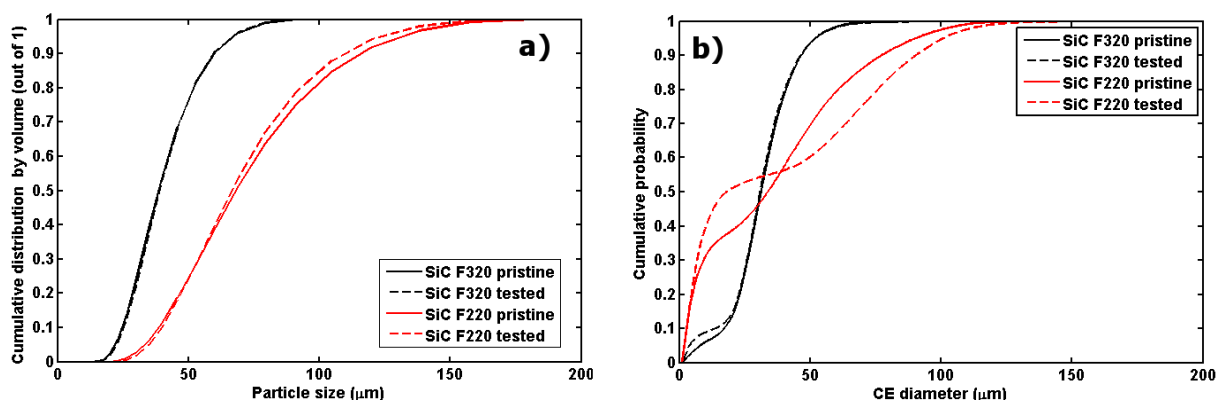 a)
Cumulative distribution by volume (out of 1)
1
0.9
0.8
0.7
0.6
0.5
0.4
0.3
0.2
0.1
0
0
50
100
150
200
Particle size (μm)
SiC F320 pristine
SiC F320 tested
SiC F220 pristine
SiC F220 tested
b)
Cumulative probability
1
0.9
0.8
0.7
0.6
0.5
0.4
0.3
0.2
0.1
0
0
50
100
150
200
CE diameter (μm)
SiC F320 pristine
SiC F320 tested
SiC F220 pristine
SiC F220 tested